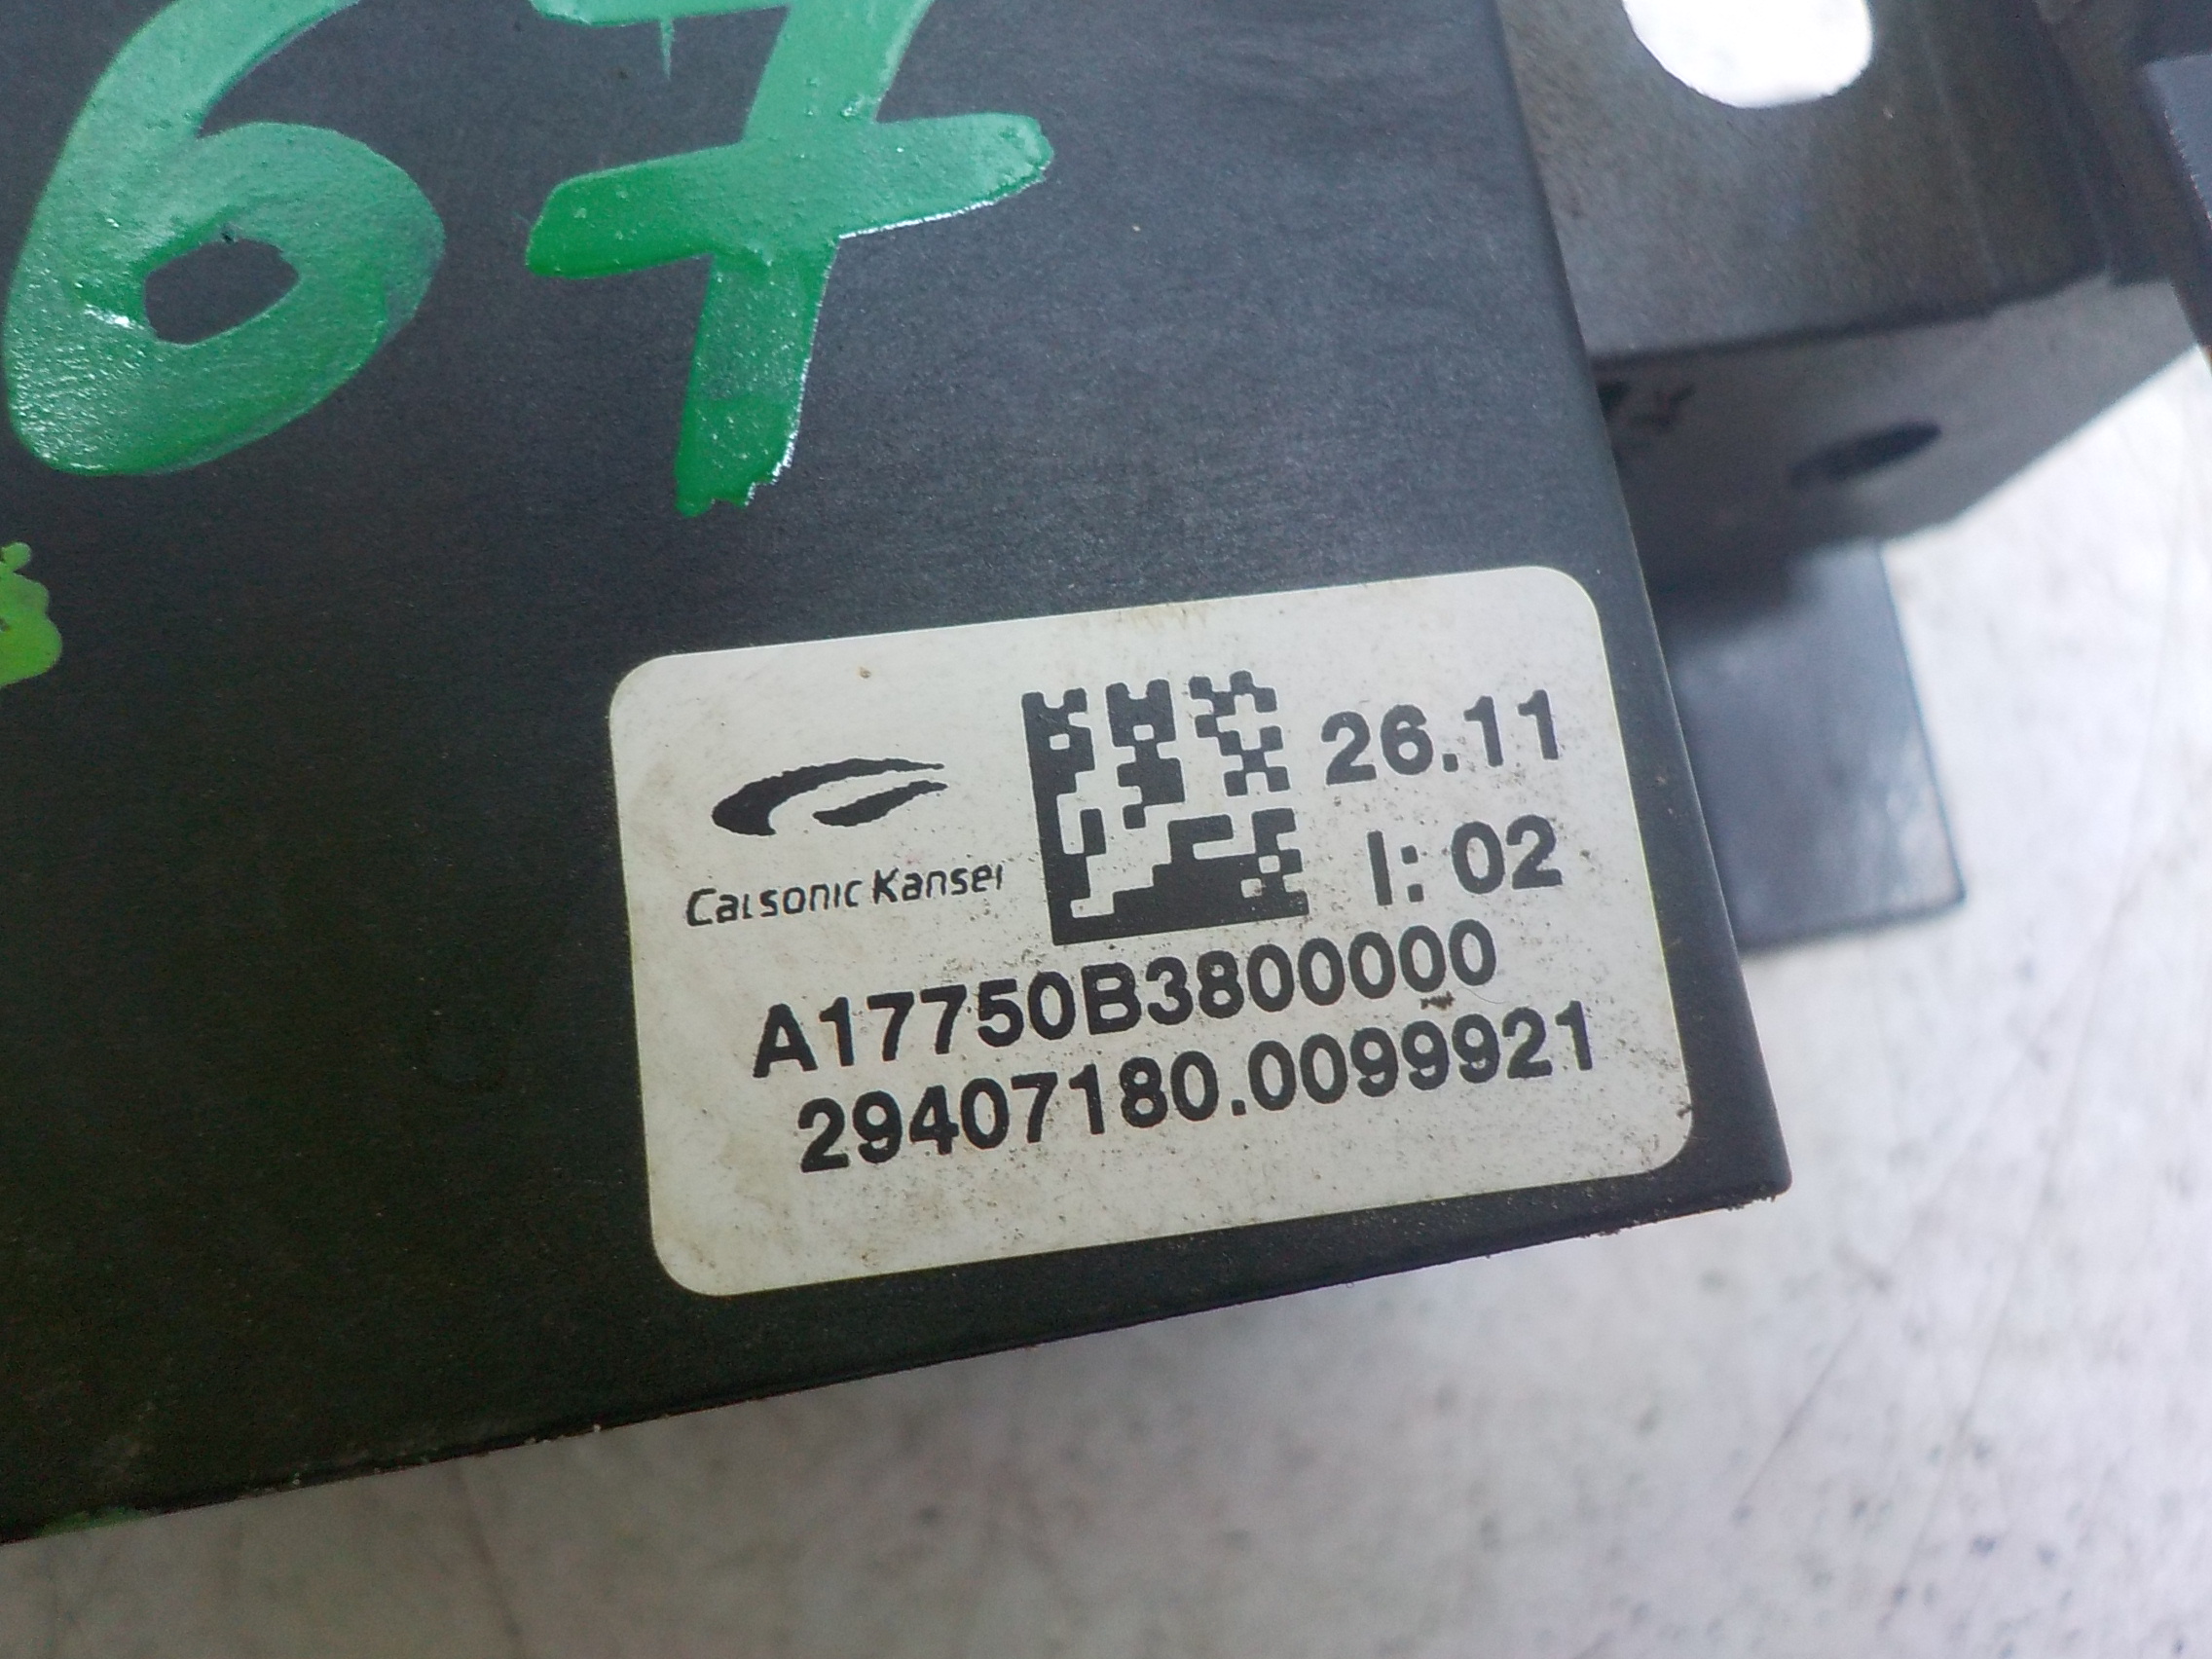 67
26.11
I: 02
Calsonic Kansei
A17750B3800000
29407180.0099921